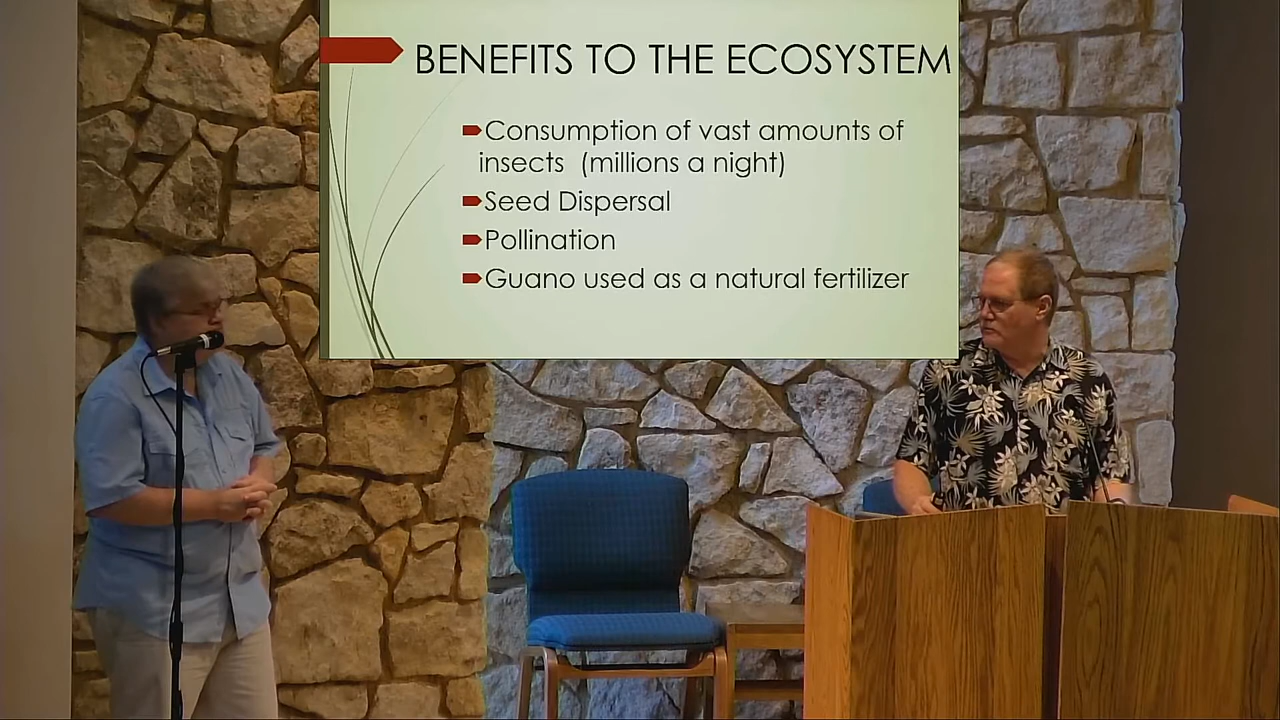 BENEFITS TO THE ECOSYSTEM
Consumption of vast amounts of
insects (millions a night)
Seed Dispersal
Pollination
Guano used as a natural fertilizer